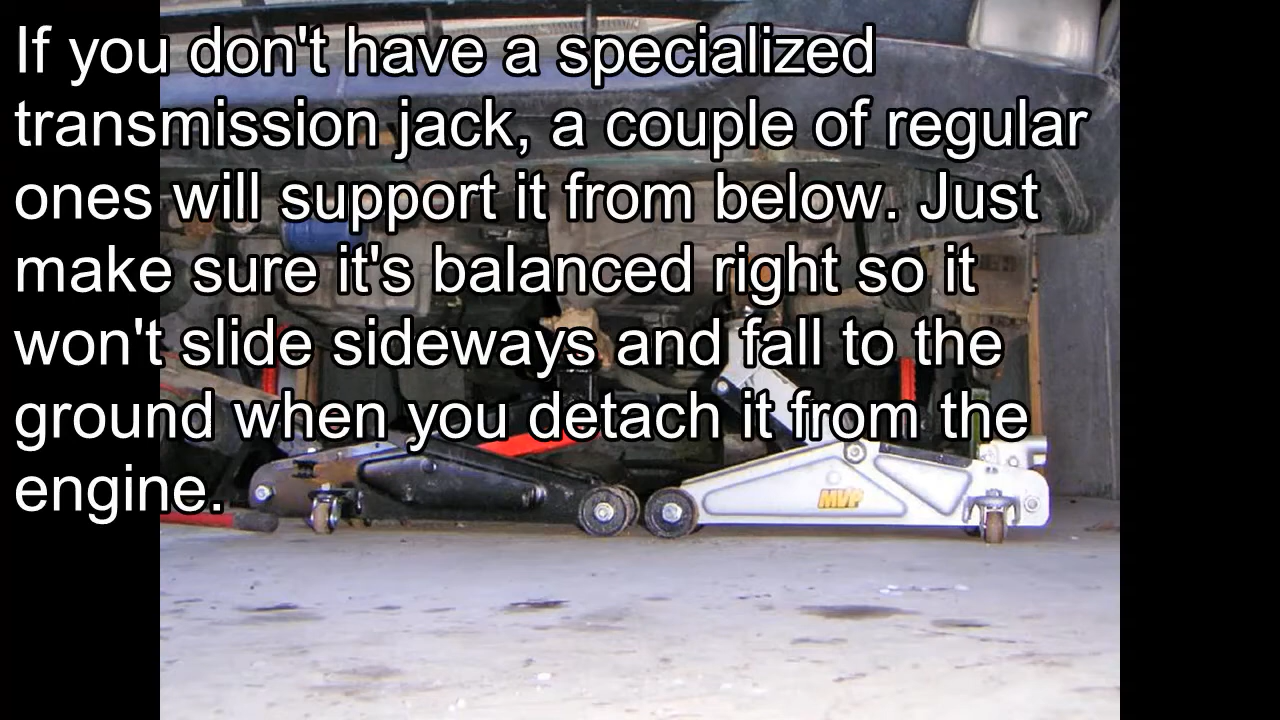 If you don't have a specialized
transmission jack, a couple of regular
ones will support it from below. Just
make sure it's balanced right so it
won't slide sideways and fall to the
ground when you detach it from the
engine.
MVP